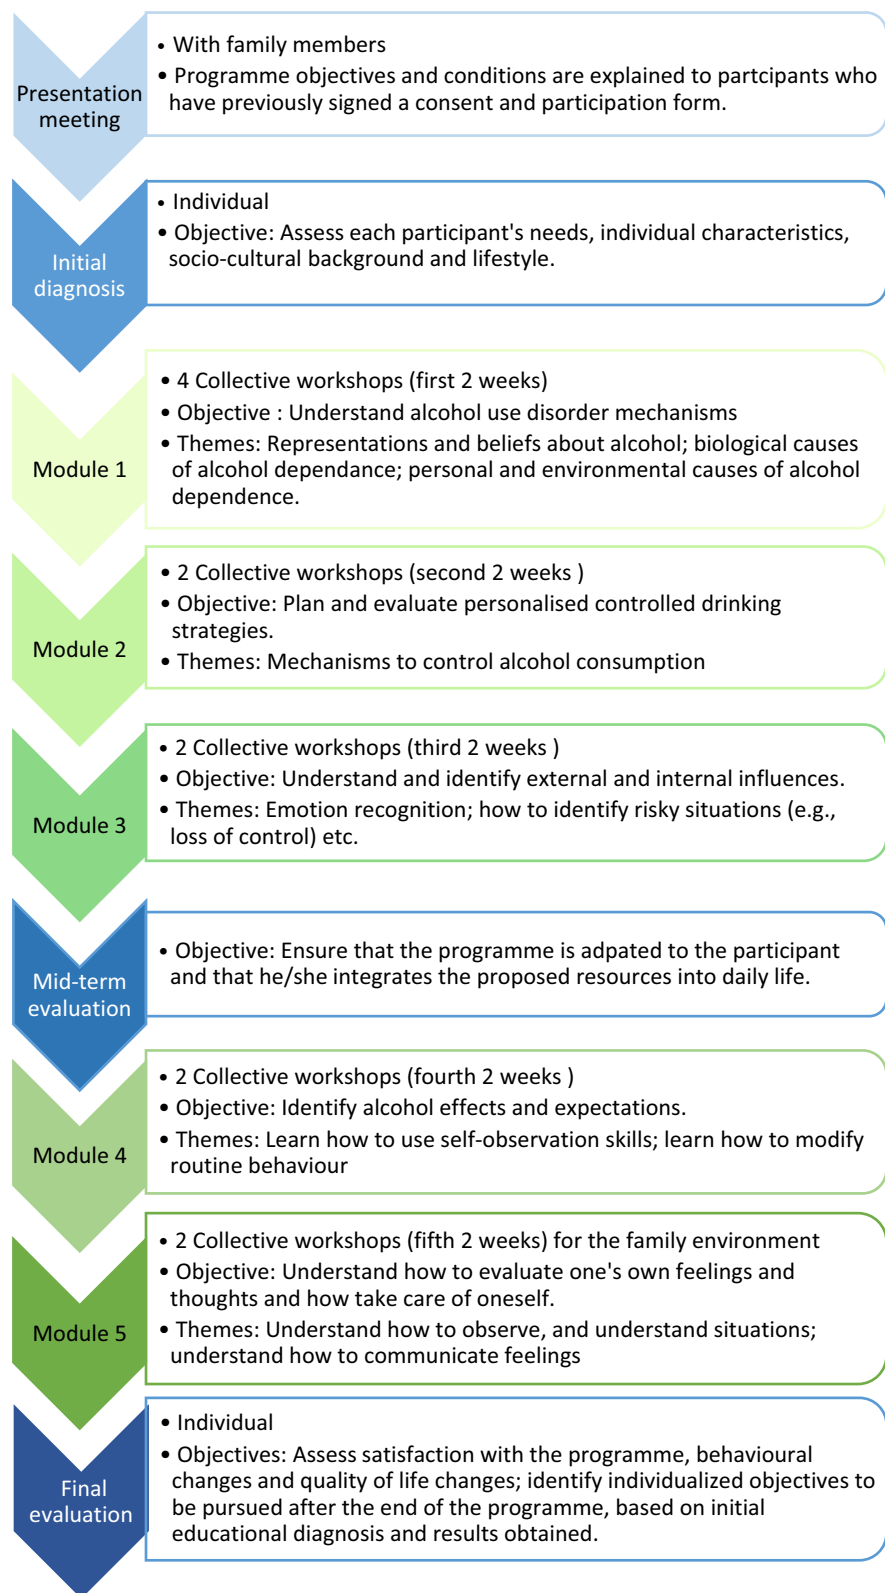 Presentation
meeting
• With family members
• Programme objectives and conditions are explained to partcipants who
have previously signed a consent and participation form.
Initial
diagnosis
• Individual
• Objective: Assess each participant's needs, individual characteristics,
socio-cultural background and lifestyle.
Module 1
• 4 Collective workshops (first 2 weeks)
• Objective : Understand alcohol use disorder mechanisms
• Themes: Representations and beliefs about alcohol; biological causes
of alcohol dependance; personal and environmental causes of alcohol
dependence.
Module 2
• 2 Collective workshops (second 2 weeks )
• Objective: Plan and evaluate personalised controlled drinking
strategies.
• Themes: Mechanisms to control alcohol consumption
Module 3
• 2 Collective workshops (third 2 weeks )
• Objective: Understand and identify external and internal influences.
• Themes: Emotion recognition; how to identify risky situations (e.g.,
loss of control) etc.
Mid-term
evaluation
• Objective: Ensure that the programme is adpated to the participant
and that he/she integrates the proposed resources into daily life.
Module 4
• 2 Collective workshops (fourth 2 weeks )
• Objective: Identify alcohol effects and expectations.
• Themes: Learn how to use self-observation skills; learn how to modify
routine behaviour
Module 5
• 2 Collective workshops (fifth 2 weeks) for the family environment
• Objective: Understand how to evaluate one's own feelings and
thoughts and how take care of oneself.
• Themes: Understand how to observe, and understand situations;
understand how to communicate feelings
Final
evaluation
• Individual
• Objectives: Assess satisfaction with the programme, behavioural
changes and quality of life changes; identify individualized objectives to
be pursued after the end of the programme, based on initial
educational diagnosis and results obtained.